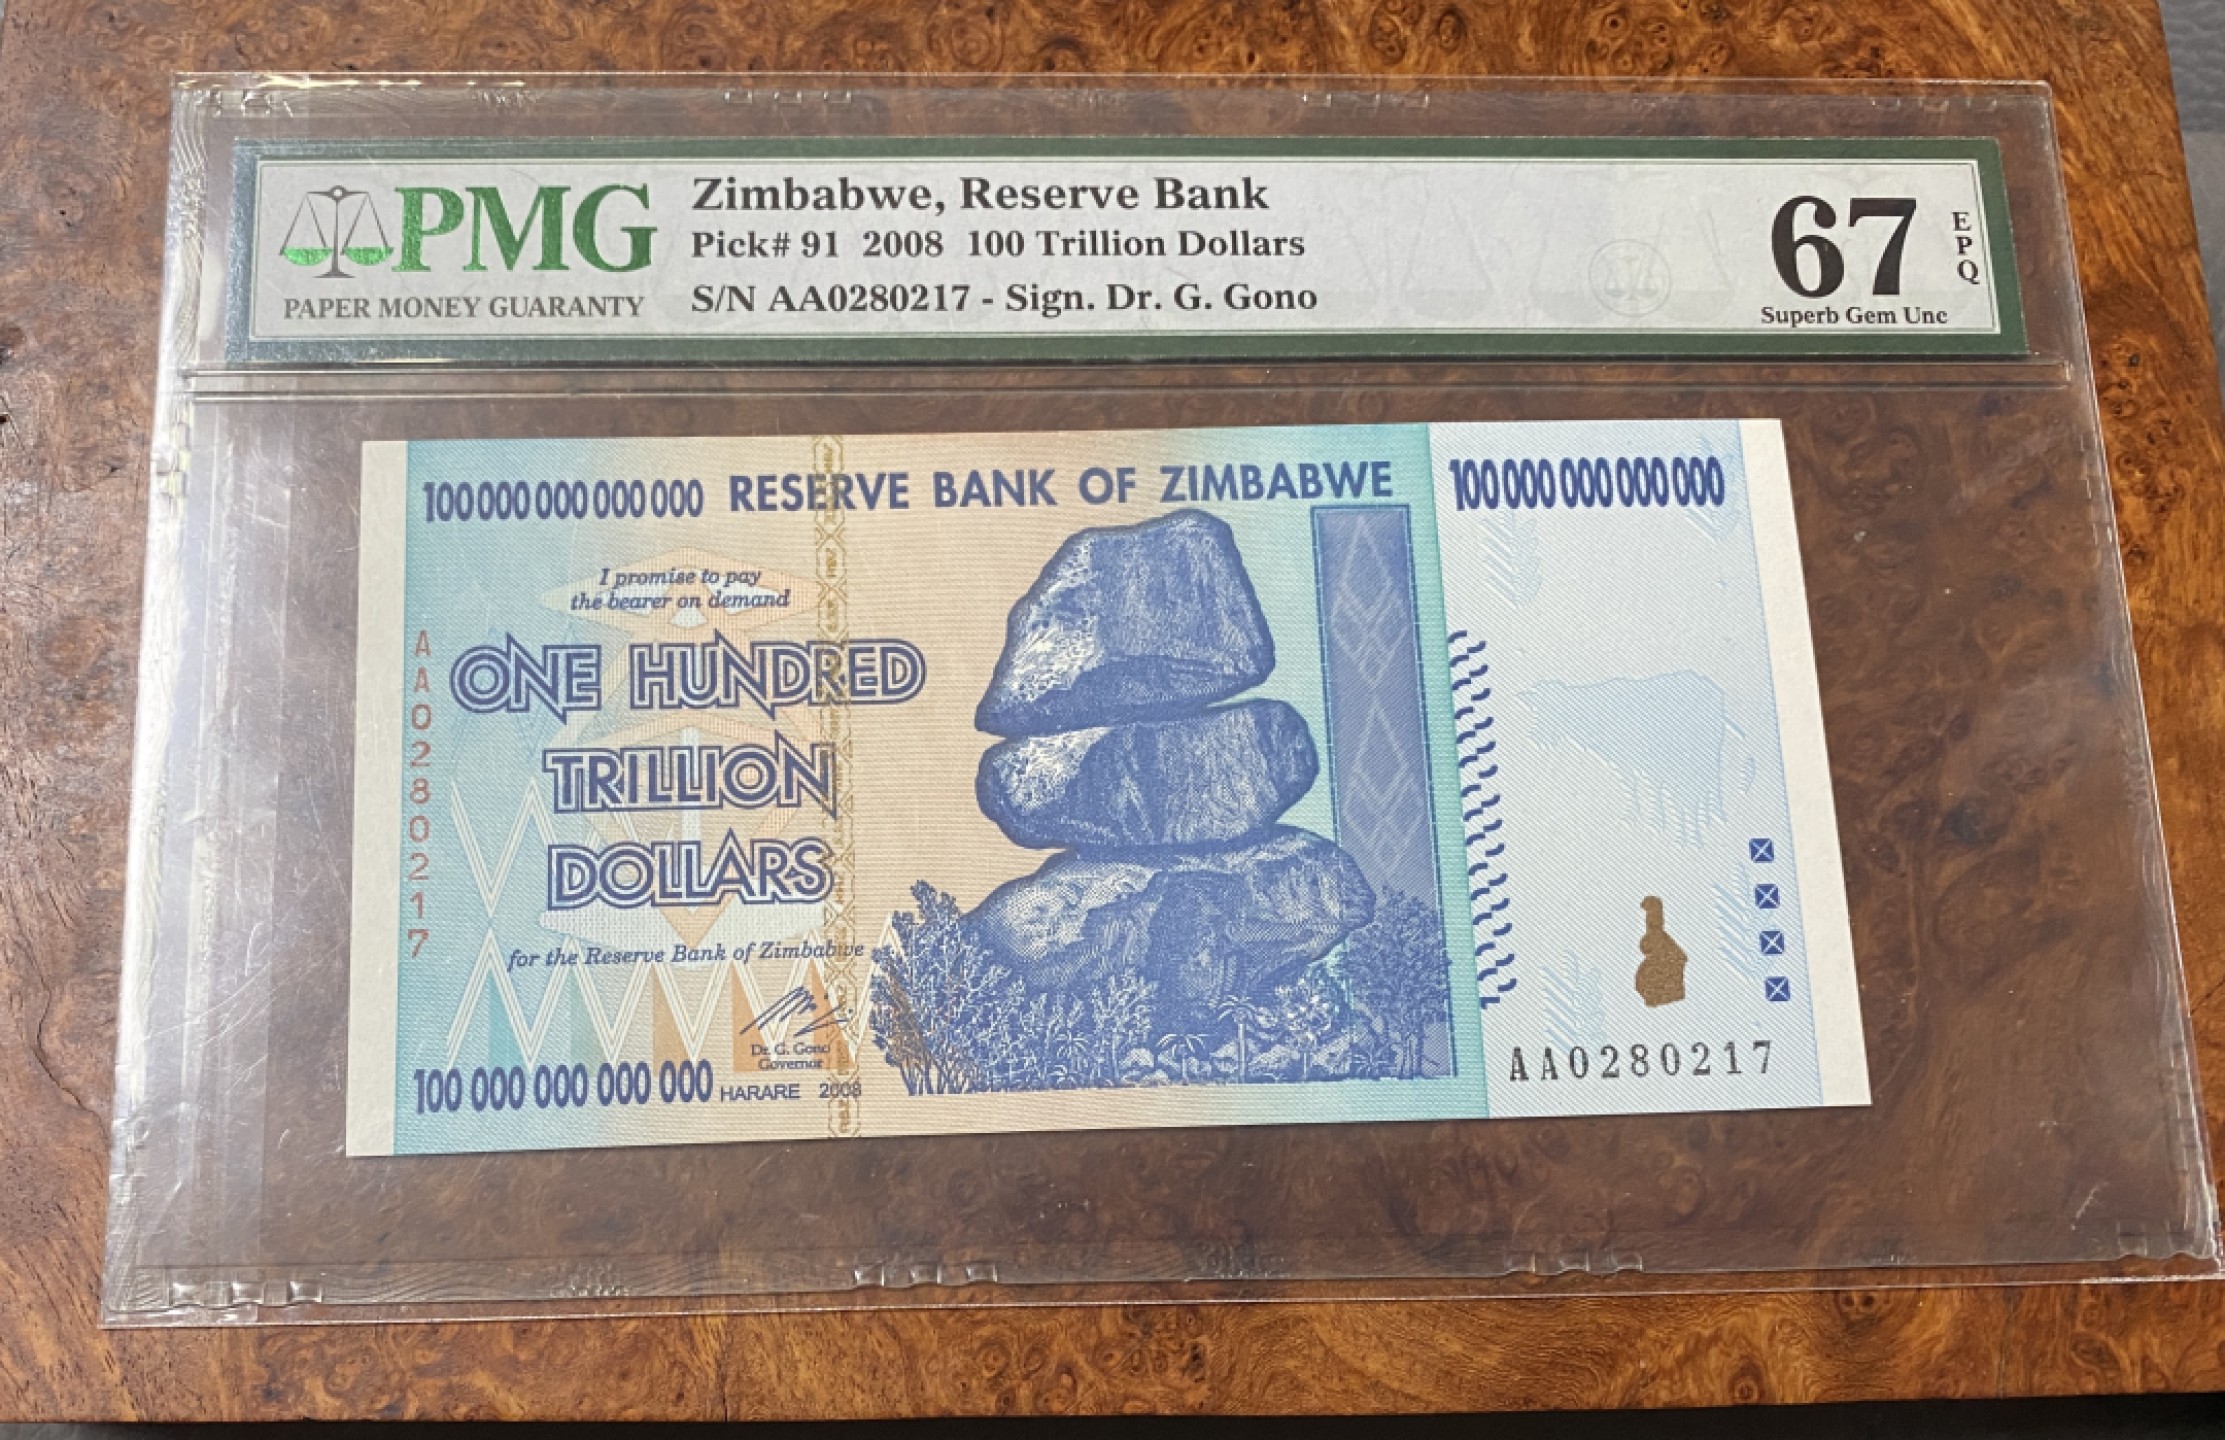 PMG
PAPER MONEY GUARANTY
Zimbabwe, Reserve Bank
Pick# 91 2008 100 Trillion Dollars
S/N AA0280217 - Sign. Dr. G. Gono
67
EPQ
Superb Gem Unc
100 000 000 000 000 RESERVE BANK OF ZIMBABWE 100 000 000 000 000
I promise to pay
the bearer on demand
AA0280217
ONE HUNDRED
TRILLION
DOLLARS
for the Reserve Bank of Zimbabwe
Dr. G. Gono
Governor
100 000 000 000 000 HARARE 2008
AA0280217